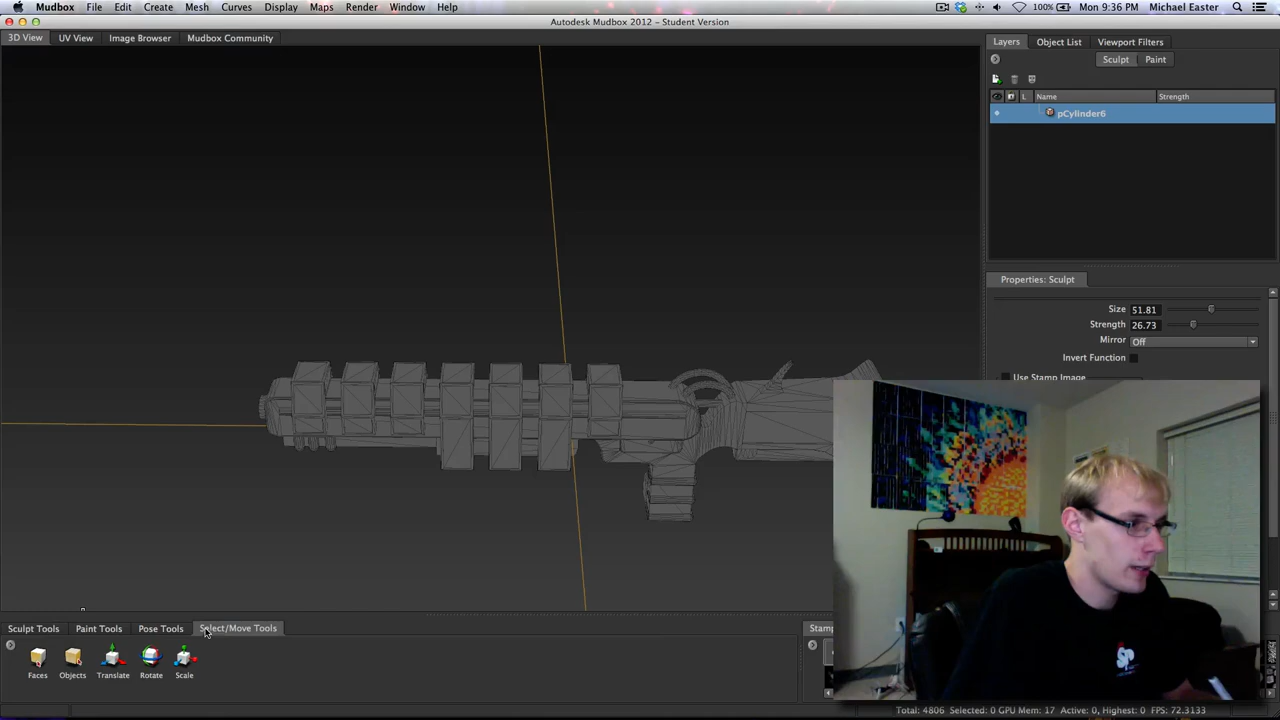 Mudbox File Edit Create Mesh Curves Display Maps Render Window Help 100% Mon 9:36 PM Michael Easter
Autodesk Mudbox 2012 – Student Version
3D View UV View Image Browser Mudbox Community
Layers Object List Viewport Filters
Sculpt Paint
L Name Strength
pCylinder6
Properties: Sculpt
Size 51.81
Strength 26.73
Mirror Off
Invert Function
Use Stamp Image
SP
Sculpt Tools Paint Tools Pose Tools Select/Move Tools
Faces Objects Translate Rotate Scale
Total: 4806 Selected: 0 GPU Mem: 17 Active: 0, Highest: 0 FPS: 72.3133